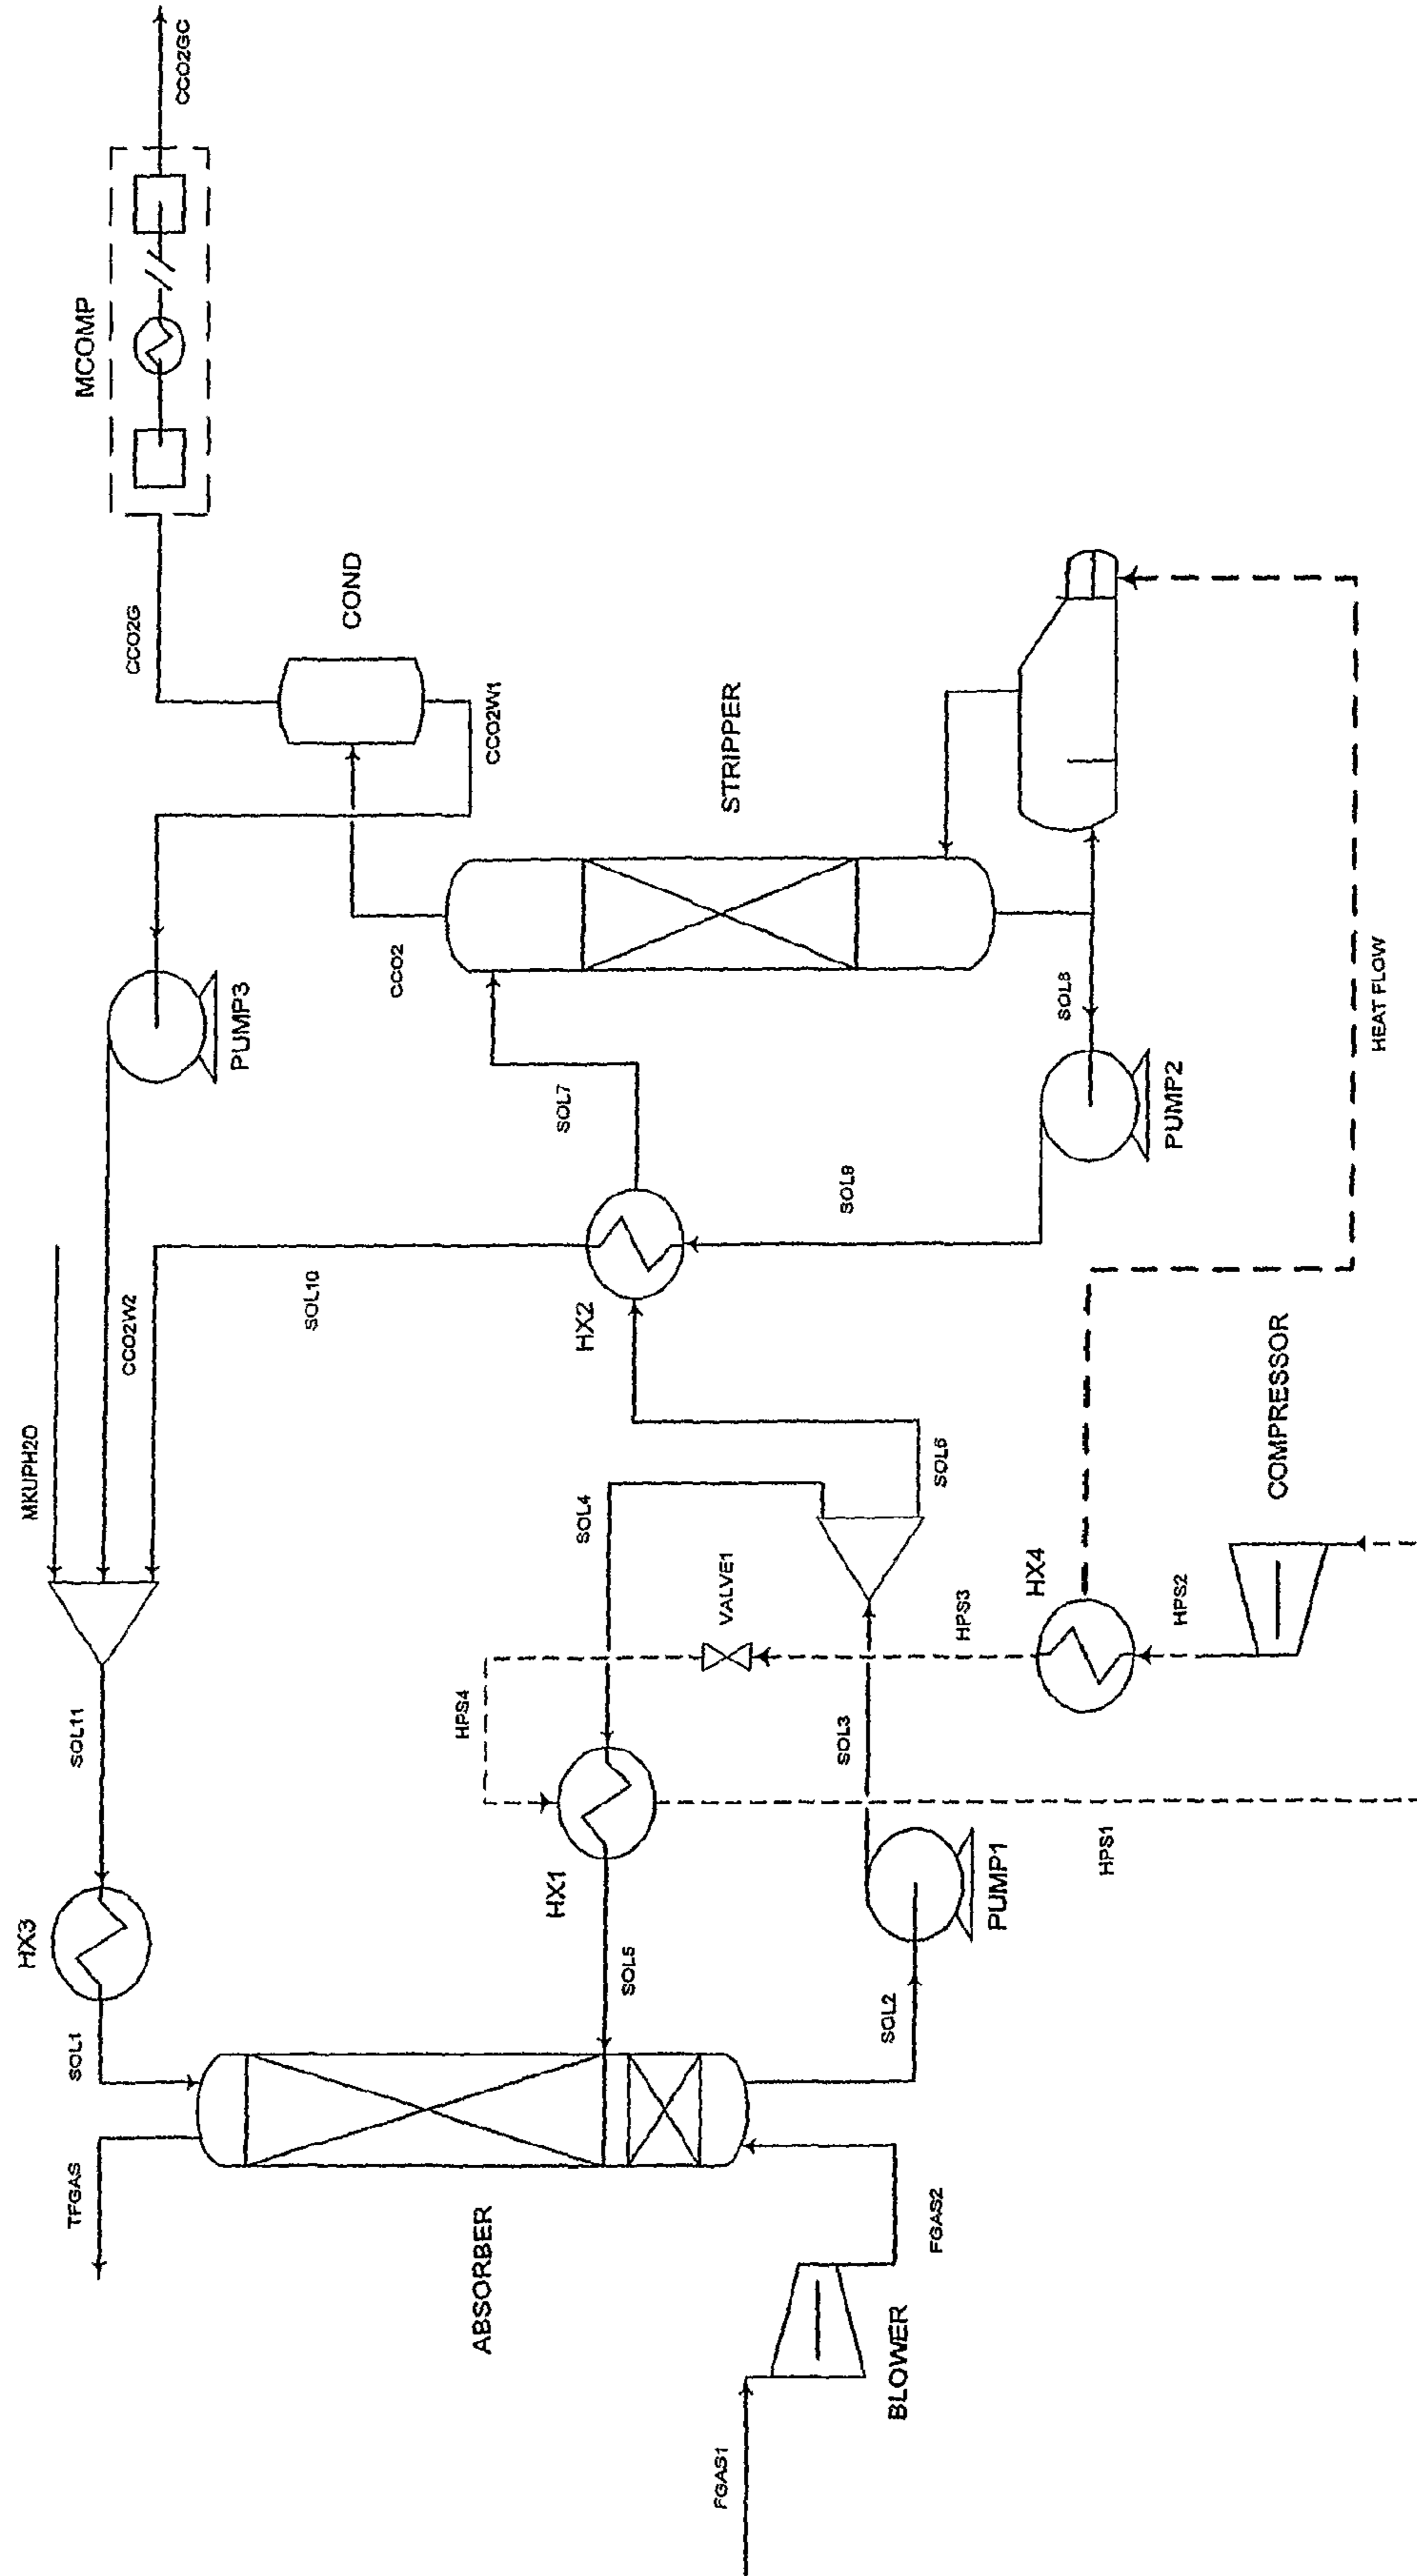 HX3
MKUPH2O
TFGAS
SOL1
SOL11
MCOMP
CCO2W2
CCO2G
CCO2GC
PUMP3
SOL10
COND
CCO2
HPS4
ABSORBER
CCO2W1
HX1
SOL7
SOL4
HX2
SOL5
FGAS1
VALVE1
STRIPPER
SOL3
SOL9
SOL2
BLOWER
FGAS2
SOL6
HPS3
PUMP1
HX4
SOL8
HPS1
PUMP2
HPS2
COMPRESSOR
HEAT FLOW